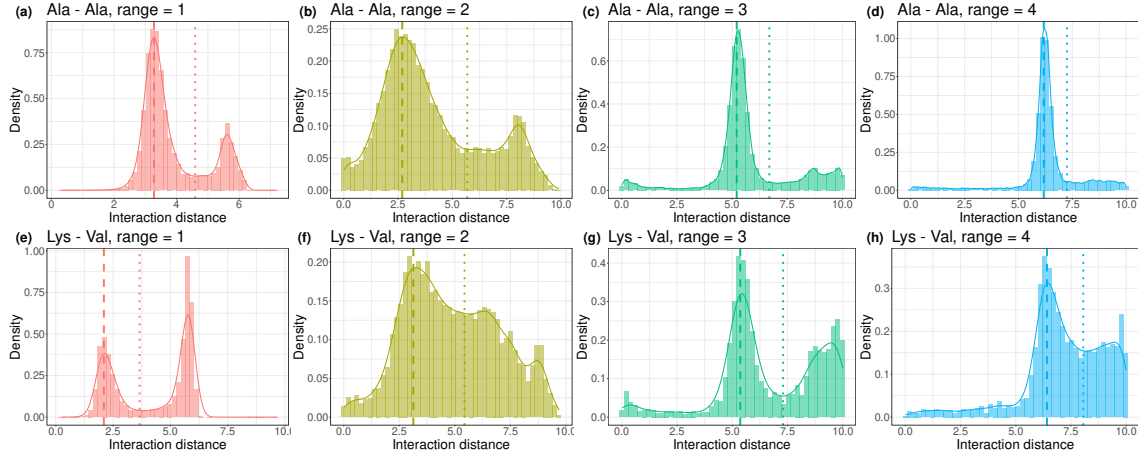 (a) Ala - Ala, range = 1
Density
0.75
0.50
0.25
0.00
0 2 4 6
Interaction distance
(b) Ala - Ala, range = 2
Density
0.25
0.20
0.15
0.10
0.05
0.00
0.0 2.5 5.0 7.5 10.0
Interaction distance
(c) Ala - Ala, range = 3
Density
0.6
0.4
0.2
0.0
0.0 2.5 5.0 7.5 10.0
Interaction distance
(d) Ala - Ala, range = 4
Density
1.00
0.75
0.50
0.25
0.00
0.0 2.5 5.0 7.5 10.0
Interaction distance
(e) Lys - Val, range = 1
Density
1.00
0.75
0.50
0.25
0.00
0.0 2.5 5.0 7.5 10.0
Interaction distance
(f) Lys - Val, range = 2
Density
0.20
0.15
0.10
0.05
0.00
0.0 2.5 5.0 7.5 10.0
Interaction distance
(g) Lys - Val, range = 3
Density
0.4
0.3
0.2
0.1
0.0
0.0 2.5 5.0 7.5 10.0
Interaction distance
(h) Lys - Val, range = 4
Density
0.3
0.2
0.1
0.0
0.0 2.5 5.0 7.5 10.0
Interaction distance